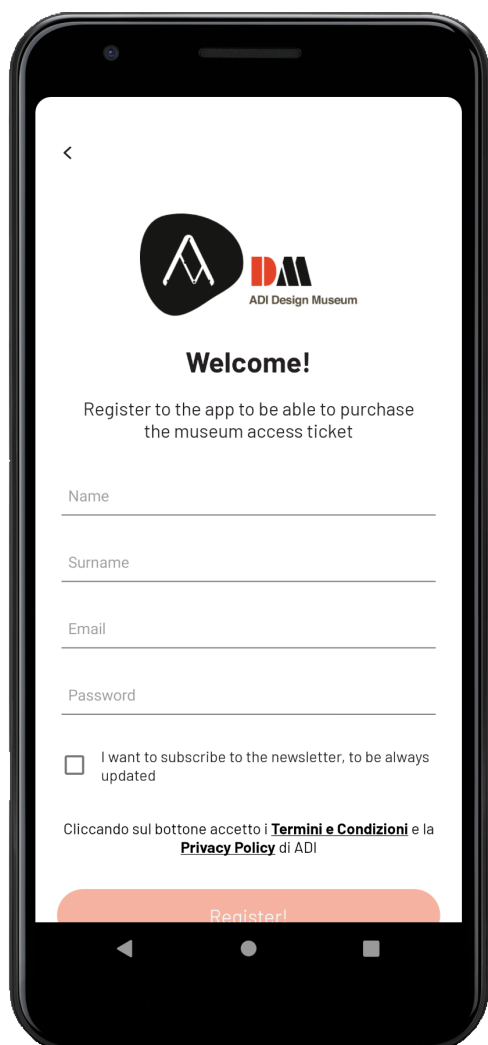 DM
ADI Design Museum
Welcome!
Register to the app to be able to purchase
the museum access ticket
Name
Surname
Email
Password
I want to subscribe to the newsletter, to be always
updated
Cliccando sul bottone accetto i Termini e Condizioni e la
Privacy Policy di ADI
Register!